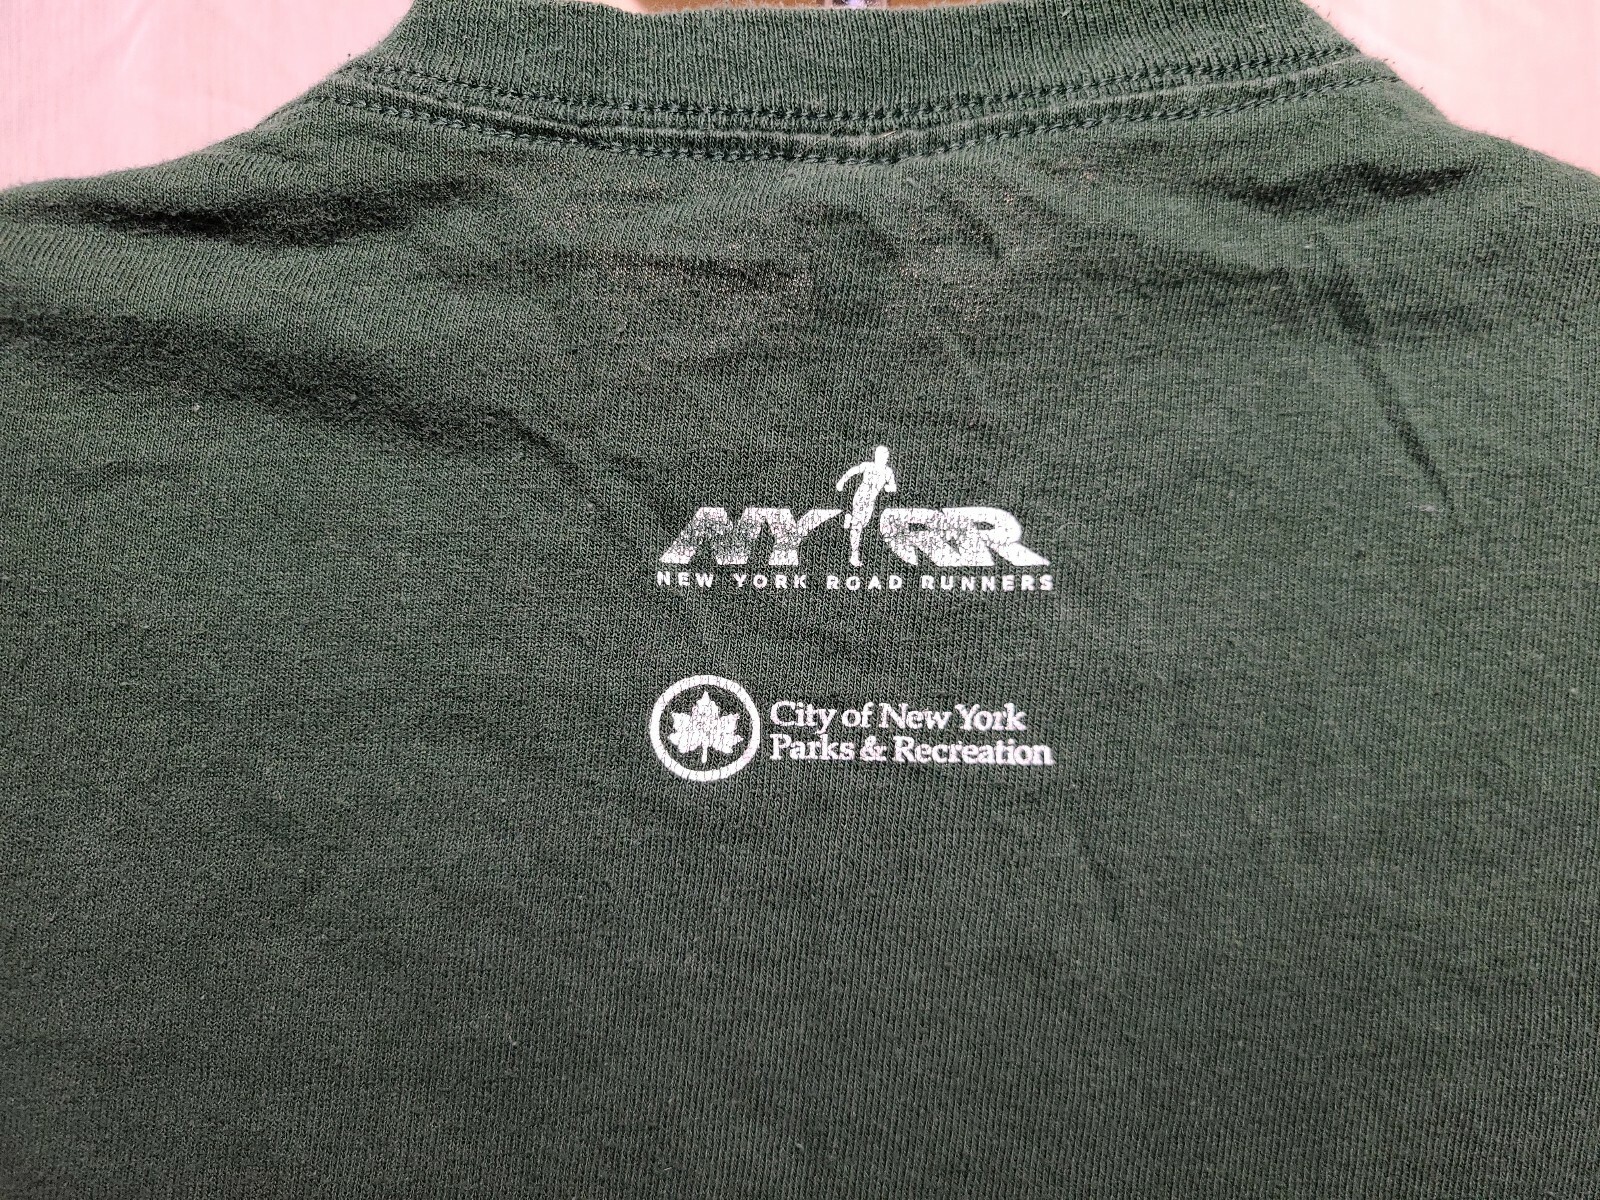 NYRR
NEW YORK ROAD RUNNERS
City of New York
Parks & Recreation